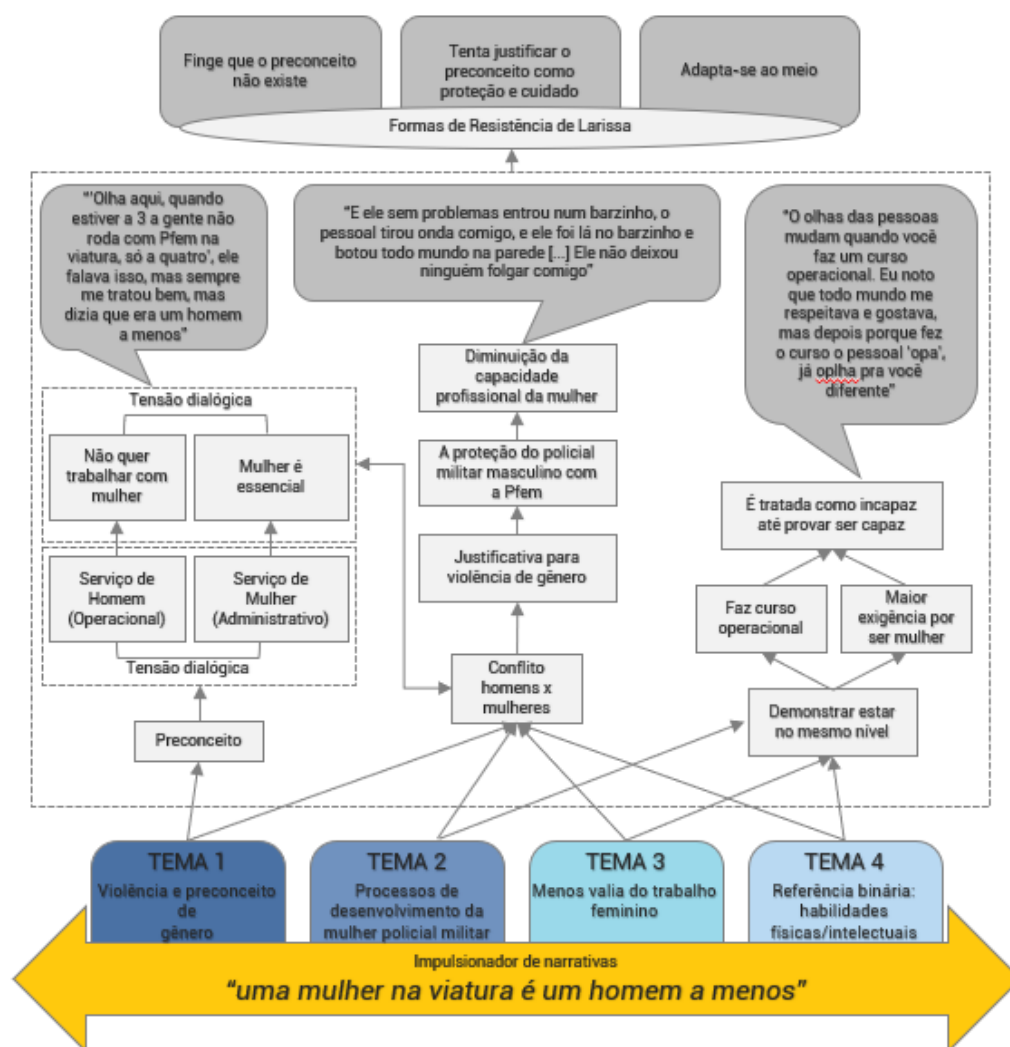 Finge que o preconceito
não existe
Tenta justificar o
preconceito como
proteção e cuidado
Adapta-se ao meio
Formas de Resistência de Larissa
"'Olha aqui, quando
estiver a 3 a gente não
roda com Pfem na
viatura, só a quatro', ele
falava isso, mas sempre
me tratou bem, mas
dizia que era um homem
a menos"
"E ele sem problemas entrou num barzinho, o
pessoal tirou onda comigo, e ele foi lá no barzinho e
botou todo mundo na parede [...] Ele não deixou
ninguém folgar comigo"
"O olhas das pessoas
mudam quando você
faz um curso
operacional. Eu noto
que todo mundo me
respeitava e gostava,
mas depois porque fez
o curso o pessoal 'opa',
já oplha pra você
diferente"
Tensão dialógica
Não quer
trabalhar com
mulher
Mulher é
essencial
Serviço de
Homem
(Operacional)
Serviço de
Mulher
(Administrativo)
Tensão dialógica
Preconceito
Diminuição da
capacidade
profissional da mulher
A proteção do policial
militar masculino com
a Pfem
Justificativa para
violência de gênero
Conflito
homens x
mulheres
É tratada como incapaz
até provar ser capaz
Faz curso
operacional
Maior
exigência por
ser mulher
Demonstrar estar
no mesmo nível
TEMA 1
Violência e preconceito
de
gênero
TEMA 2
Processos de
desenvolvimento da
mulher policial militar
TEMA 3
Menos valia do trabalho
feminino
TEMA 4
Referência binária:
habilidades
físicas/intelectuais
Impulsionador de narrativas
"uma mulher na viatura é um homem a menos"